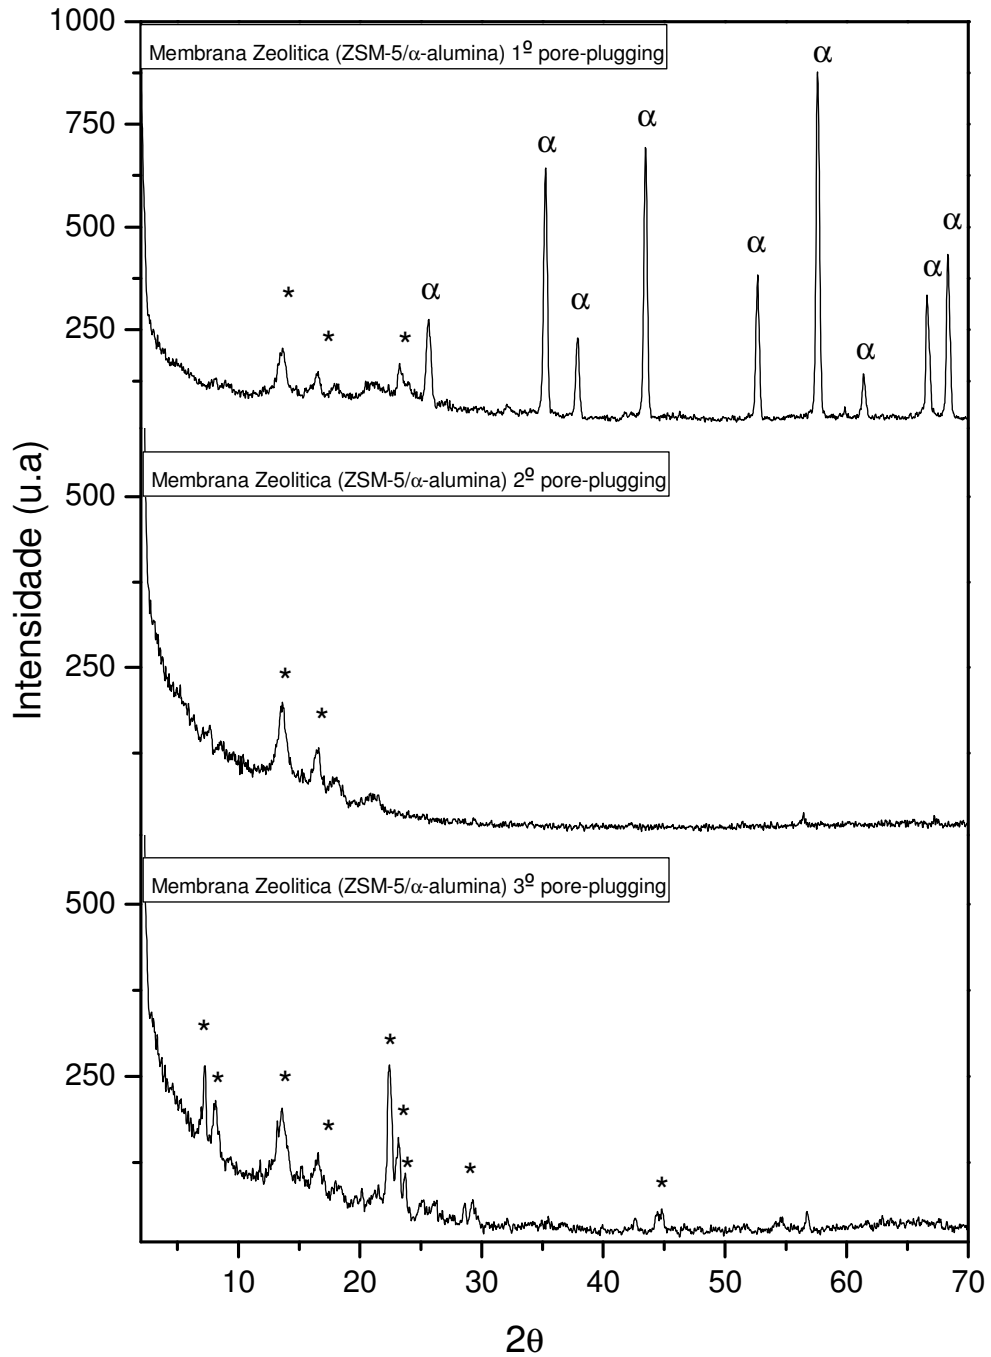 1000
Membrana Zeolitica (ZSM-5/α-alumina) 1º pore-plugging
α
α
750
α
α
500
α
α
α
*
α
α
250
*
*
α
Membrana Zeolitica (ZSM-5/α-alumina) 2º pore-plugging
500
Intensidade (u.a)
250
*
*
Membrana Zeolitica (ZSM-5/α-alumina) 3º pore-plugging
500
*
*
250
*
*
*
*
*
*
*
10 20 30 40 50 60 70
2θ